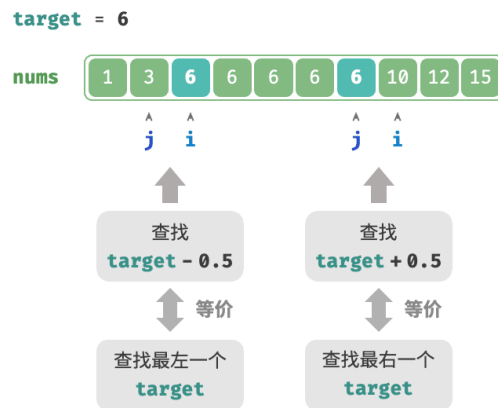 target = 6
nums 1 3 6 6 6 6 6 10 12 15
j i j i
查找 查找
target - 0.5 target + 0.5
等价 等价
查找最左一个 查找最右一个
target target